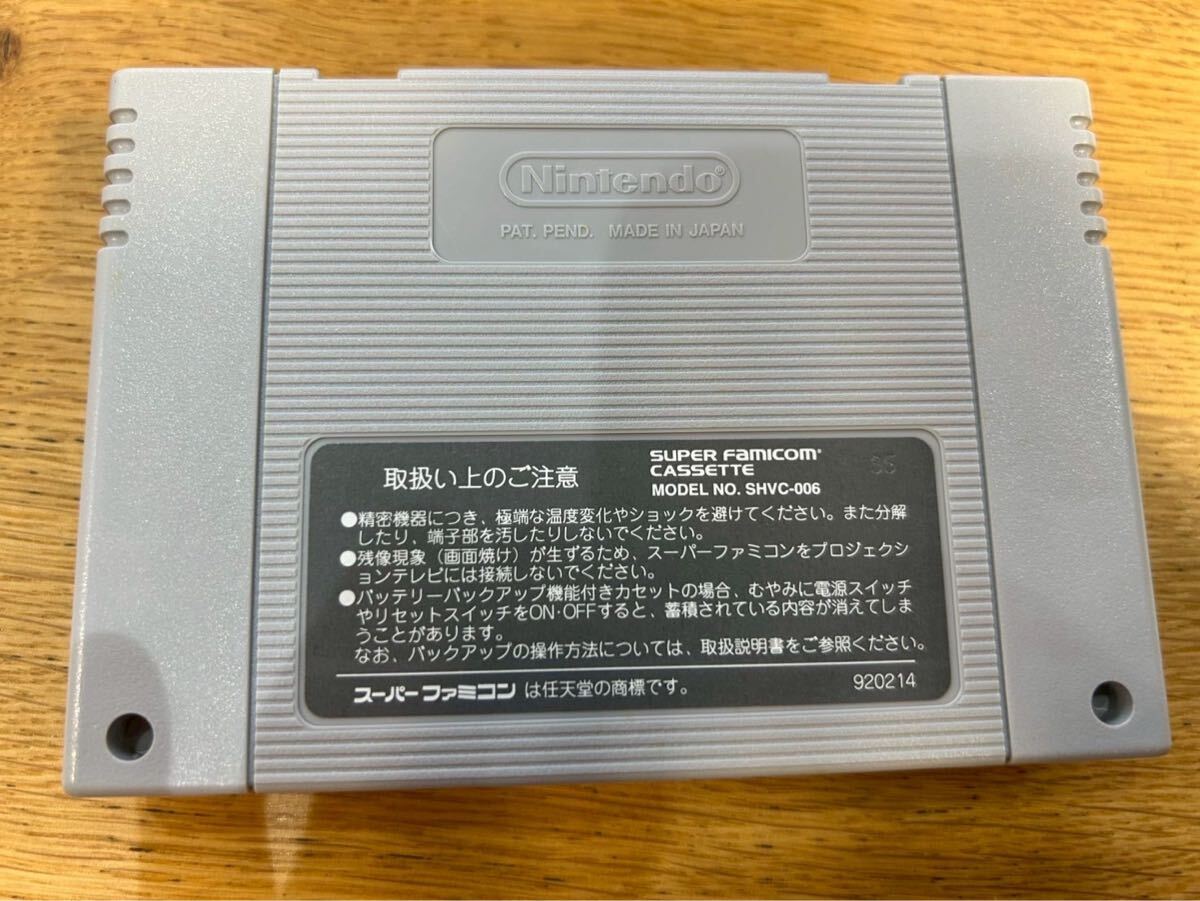 Nintendo®
PAT. PEND. MADE IN JAPAN
取扱い上のご注意
SUPER FAMICOM®
CASSETTE
MODEL NO. SHVC-006
●精密機器につき、極端な温度変化やショックを避けてください。また分解
したり、端子部を汚したりしないでください。
●残像現象(画面焼け)が生ずるため、スーパーファミコンをプロジェクシ
ョンテレビには接続しないでください。
●バッテリーバックアップ機能付きカセットの場合、むやみに電源スイッチ
やリセットスイッチをON・OFFすると、蓄積されている内容が消えてしま
うことがあります。
なお、バックアップの操作方法については、取扱説明書をご参照ください。
スーパーファミコン は任天堂の商標です。
920214